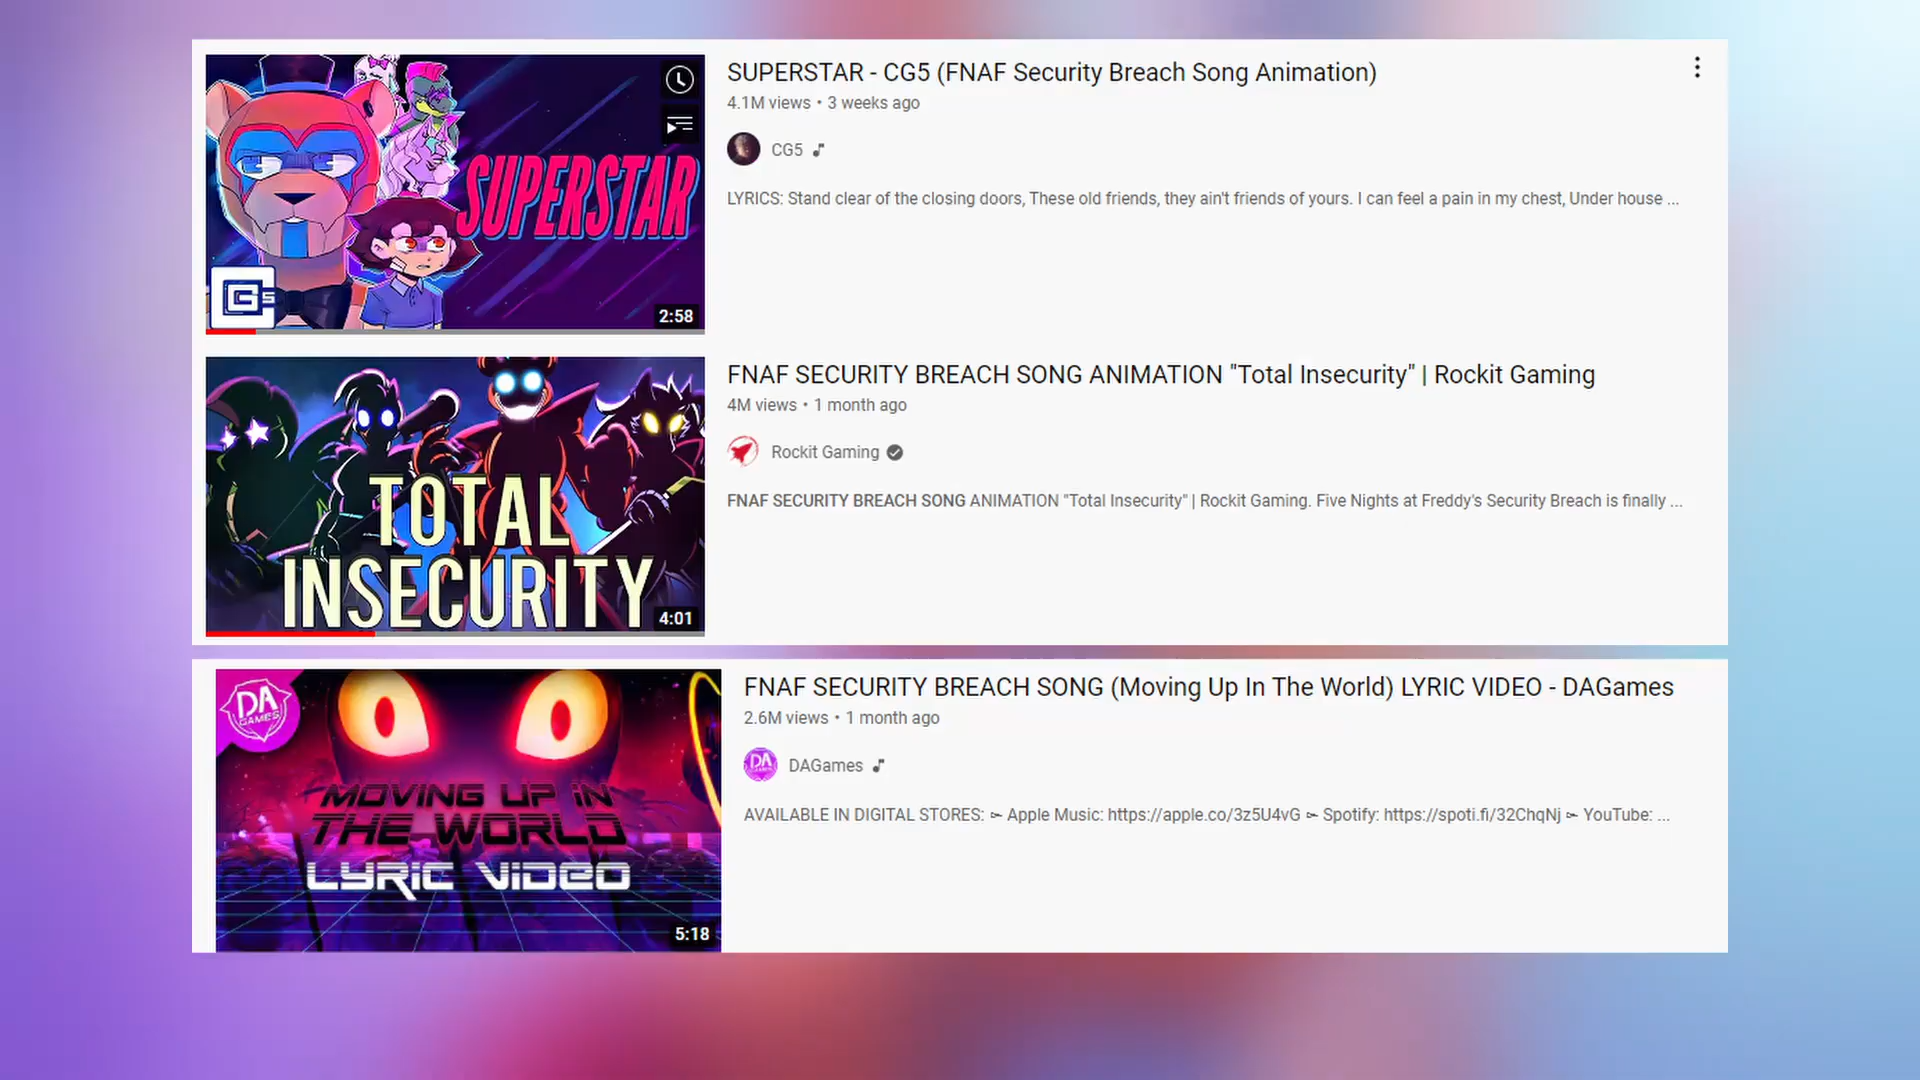 SUPERSTAR
G5
2:58
SUPERSTAR - CG5 (FNAF Security Breach Song Animation)
4.1M views • 3 weeks ago
CG5
LYRICS: Stand clear of the closing doors, These old friends, they ain't friends of yours. I can feel a pain in my chest, Under house ...
TOTAL
INSECURITY
4:01
FNAF SECURITY BREACH SONG ANIMATION "Total Insecurity" | Rockit Gaming
4M views • 1 month ago
Rockit Gaming
FNAF SECURITY BREACH SONG ANIMATION "Total Insecurity" | Rockit Gaming. Five Nights at Freddy's Security Breach is finally ...
DA
GAMES
MOVING UP IN
THE WORLD
LYRIC VIDEO
5:18
FNAF SECURITY BREACH SONG (Moving Up In The World) LYRIC VIDEO - DAGames
2.6M views • 1 month ago
DA
DAGames
AVAILABLE IN DIGITAL STORES: ➛ Apple Music: https://apple.co/3z5U4vG ➛ Spotify: https://spoti.fi/32ChqNj ➛ YouTube: ...